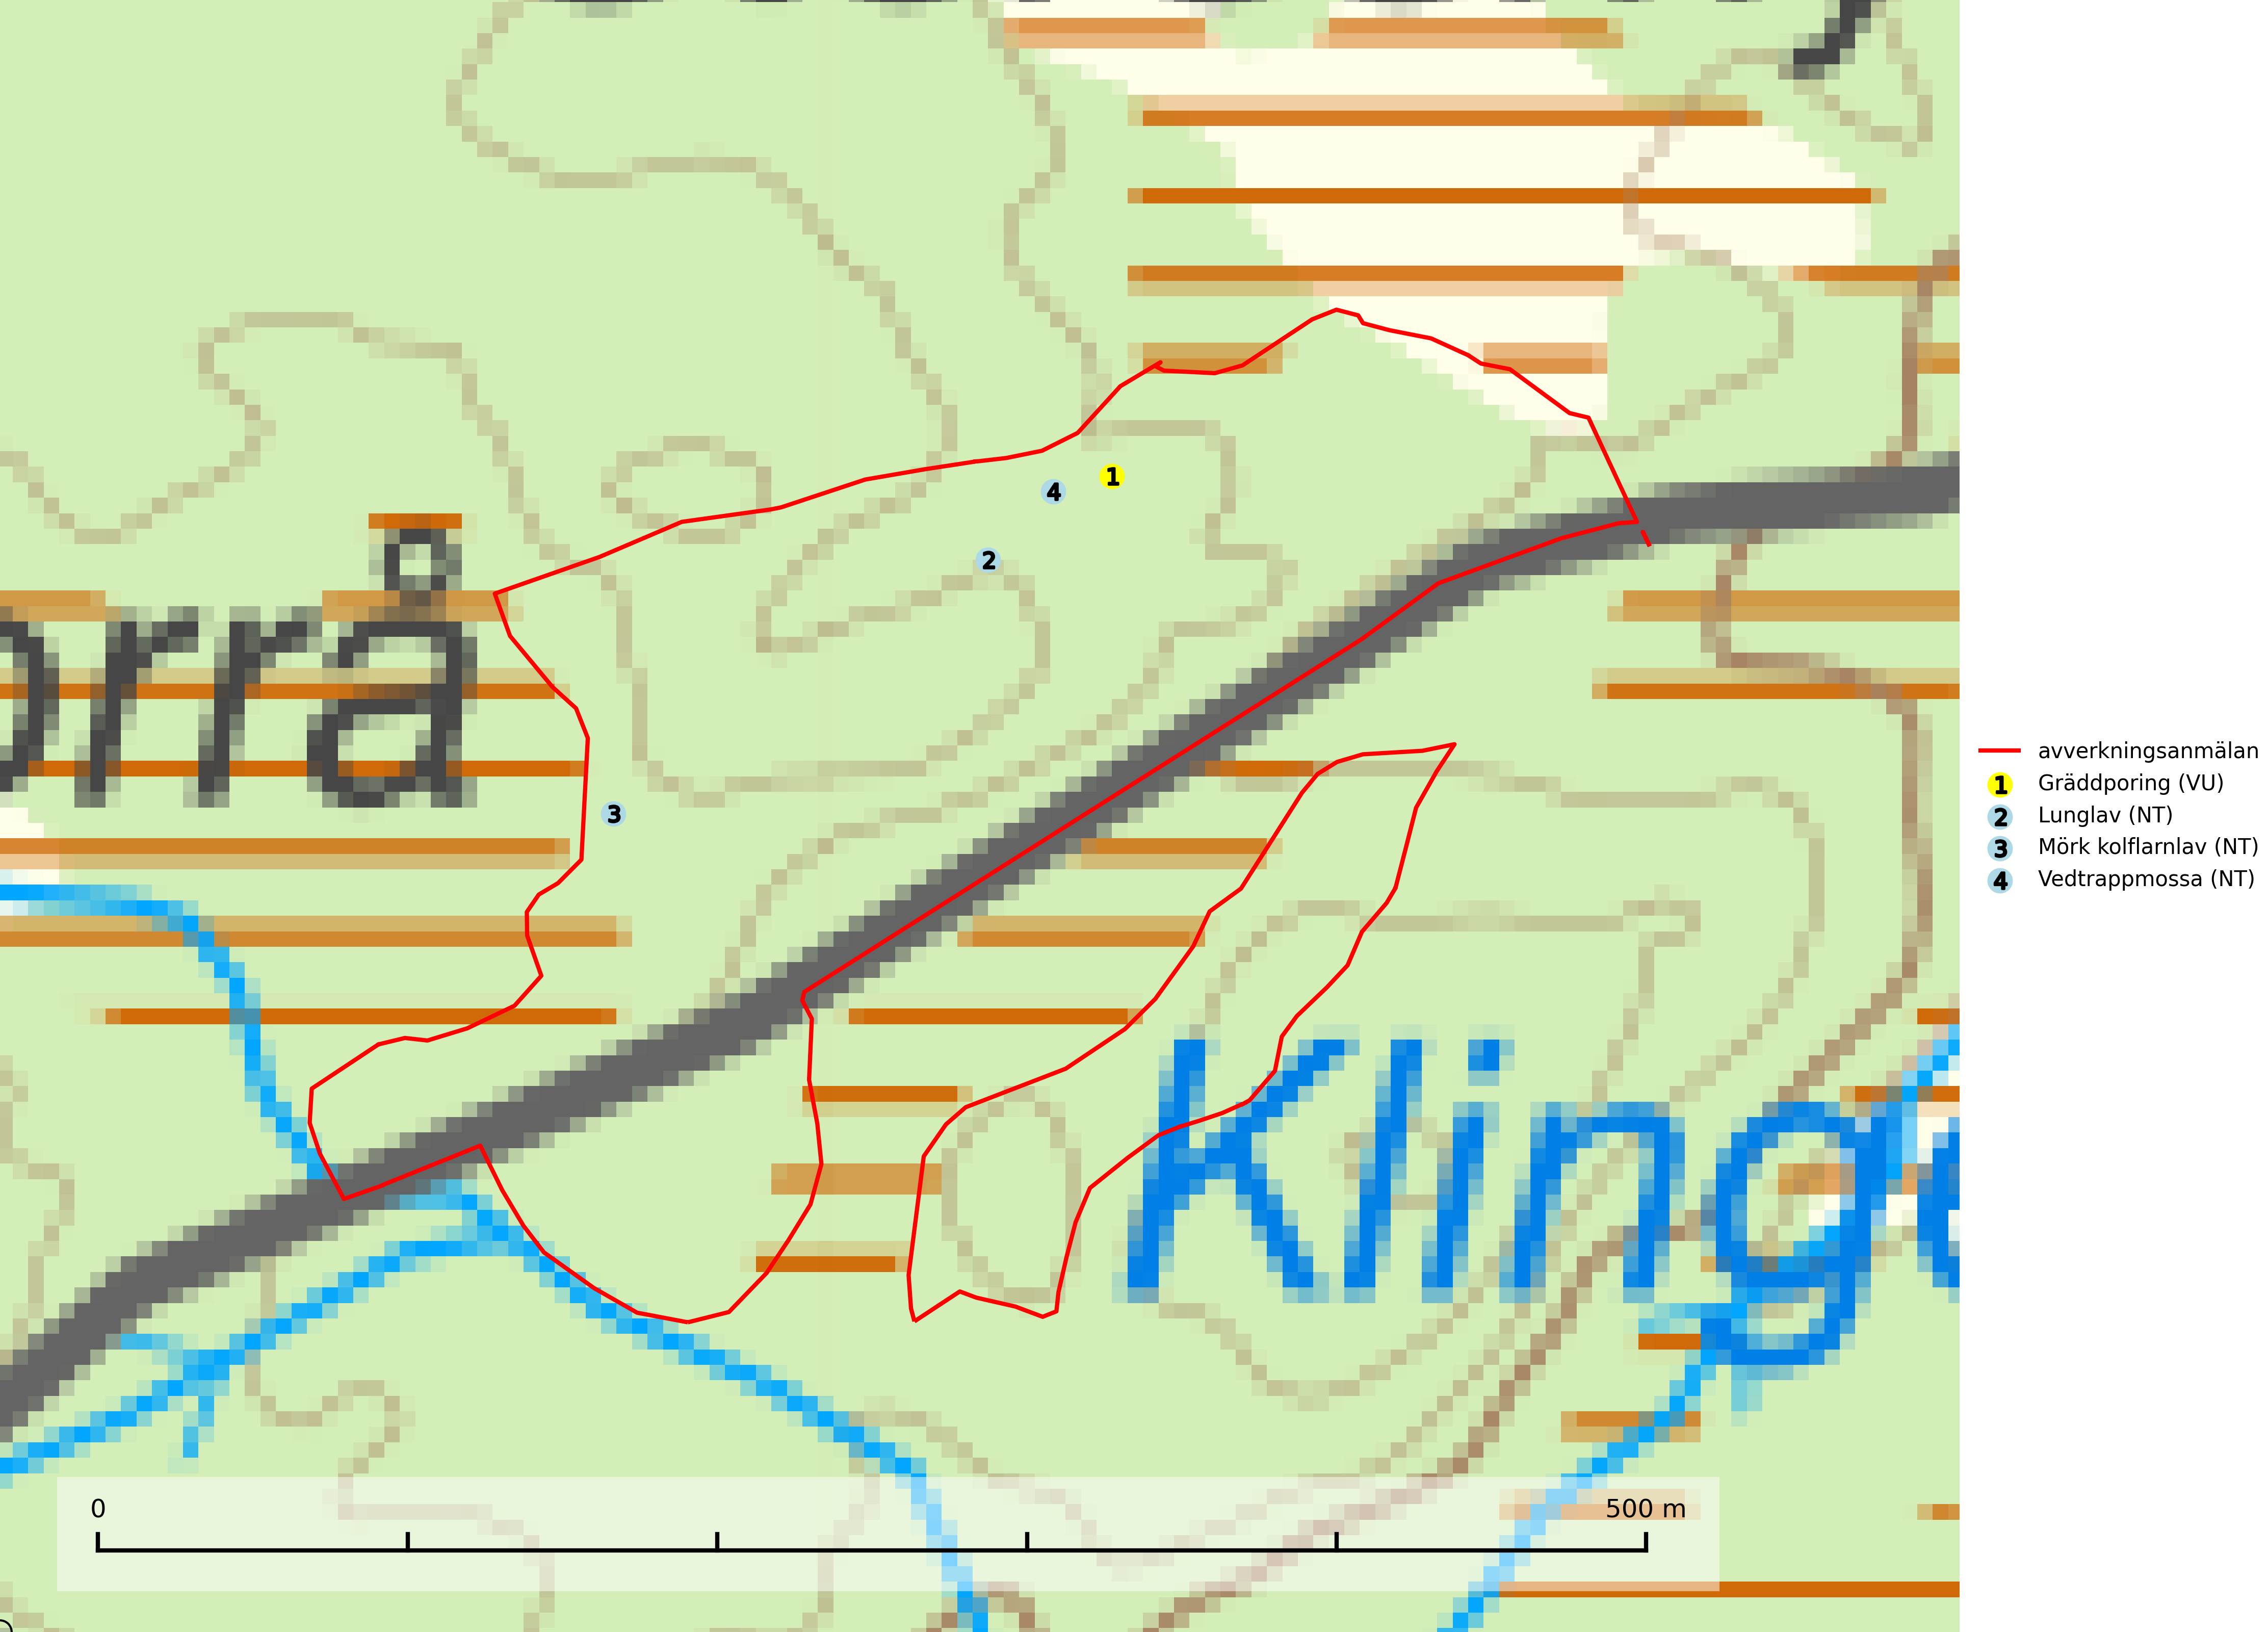 orra
avverkningsanmälan
1 Gräddporing (VU)
2 Lunglav (NT)
3 Mörk kolflarnlav (NT)
4 Vedtrappmossa (NT)
4
1
2
3
Kling
0
500 m